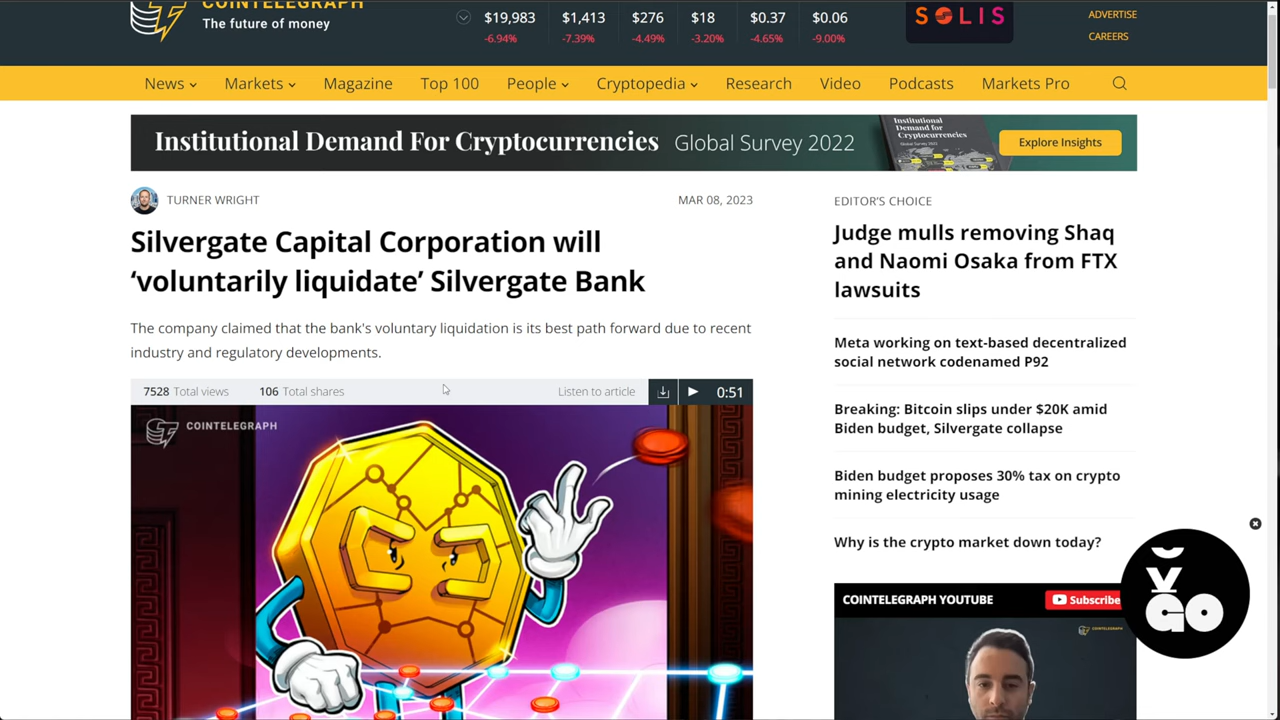 COINTELEGRAPH
The future of money
$19,983 $1,413 $276 $18 $0.37 $0.06
-6.94% -7.39% -4.49% -3.20% -4.65% -9.00%
SOLIS
ADVERTISE
CAREERS
News Markets Magazine Top 100 People Cryptopedia Research Video Podcasts Markets Pro
Institutional Demand For Cryptocurrencies Global Survey 2022
Institutional
Demand for
Cryptocurrencies
Explore Insights
TURNER WRIGHT
MAR 08, 2023
Silvergate Capital Corporation will
‘voluntarily liquidate’ Silvergate Bank
The company claimed that the bank's voluntary liquidation is its best path forward due to recent
industry and regulatory developments.
7528 Total views 106 Total shares Listen to article 0:51
COINTELEGRAPH
EDITOR’S CHOICE
Judge mulls removing Shaq
and Naomi Osaka from FTX
lawsuits
Meta working on text-based decentralized
social network codenamed P92
Breaking: Bitcoin slips under $20K amid
Biden budget, Silvergate collapse
Biden budget proposes 30% tax on crypto
mining electricity usage
Why is the crypto market down today?
COINTELEGRAPH YOUTUBE
Subscribe
COINTELEGRAPH
y̆
GO